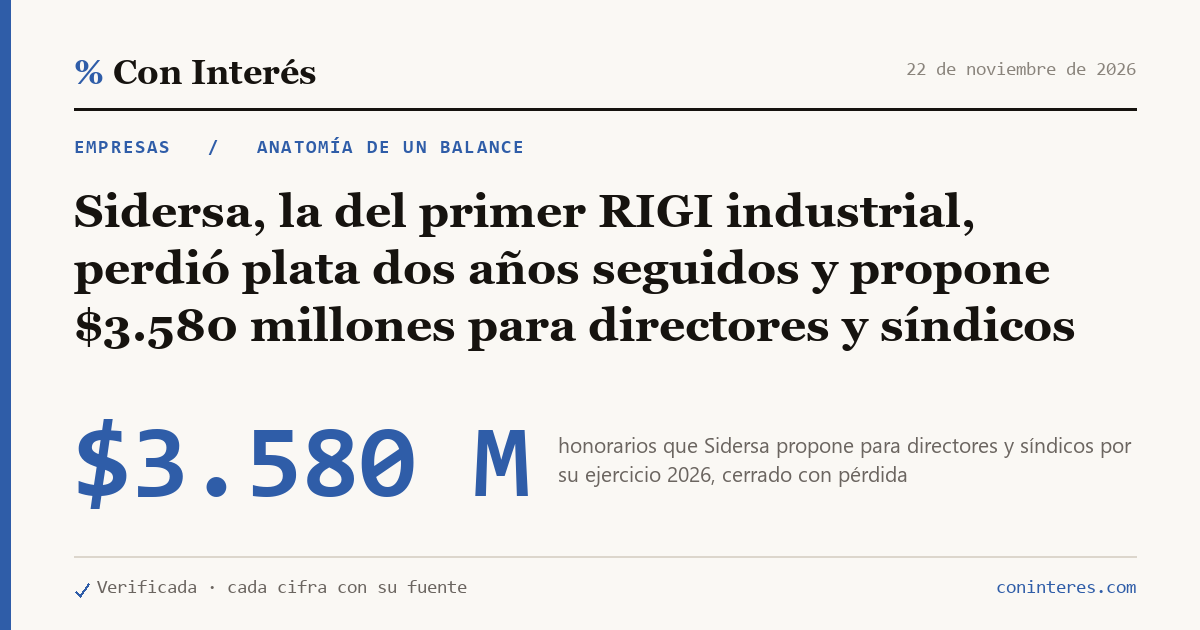 % Con Interés
22 de noviembre de 2026
EMPRESAS / ANATOMÍA DE UN BALANCE
Sidersa, la del primer RIGI industrial,
perdió plata dos años seguidos y propone
$3.580 millones para directores y síndicos
$3.580 M
honorarios que Sidersa propone para directores y síndicos por
su ejercicio 2026, cerrado con pérdida
✓ Verificada · cada cifra con su fuente
coninteres.com